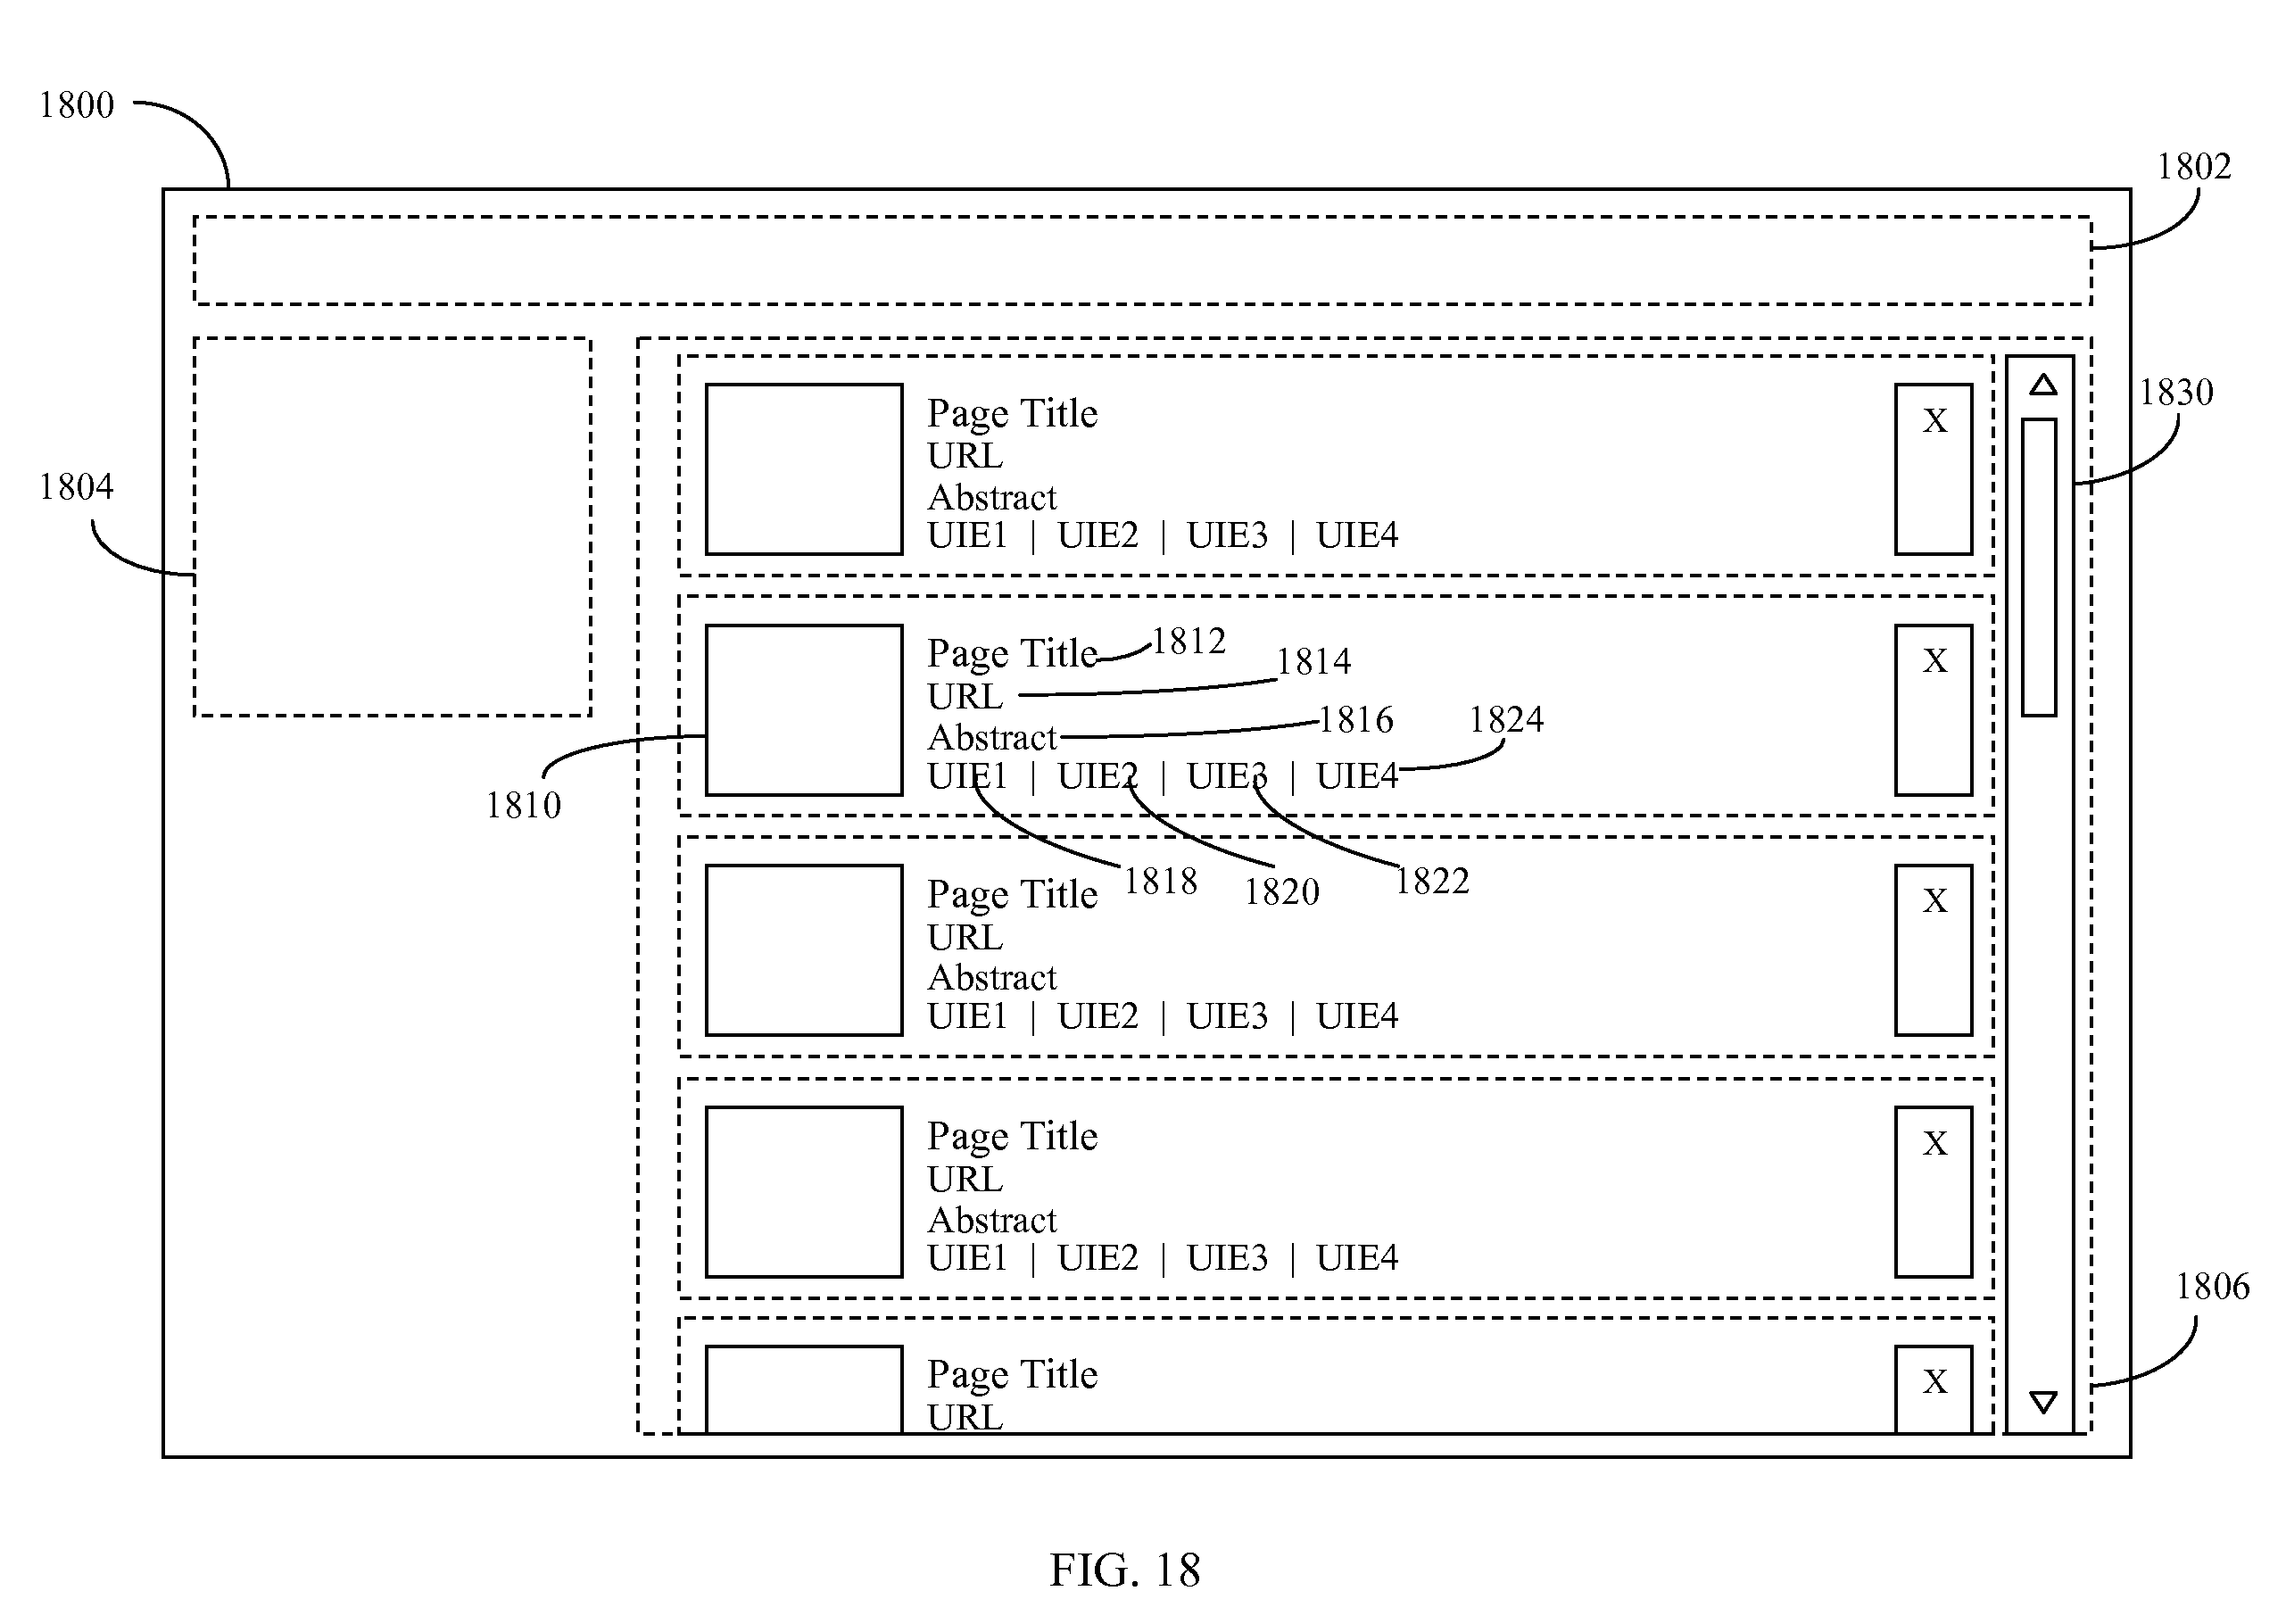 1800
1802
1830
1804
Page Title
URL
Abstract
UIE1 | UIE2 | UIE3 | UIE4
X
Page Title 1812
URL 1814
Abstract 1816 1824
UIE1 | UIE2 | UIE3 | UIE4
X
1810
1818 1820 1822
Page Title
URL
Abstract
UIE1 | UIE2 | UIE3 | UIE4
X
Page Title
URL
Abstract
UIE1 | UIE2 | UIE3 | UIE4
X
1806
Page Title
URL
X
FIG. 18